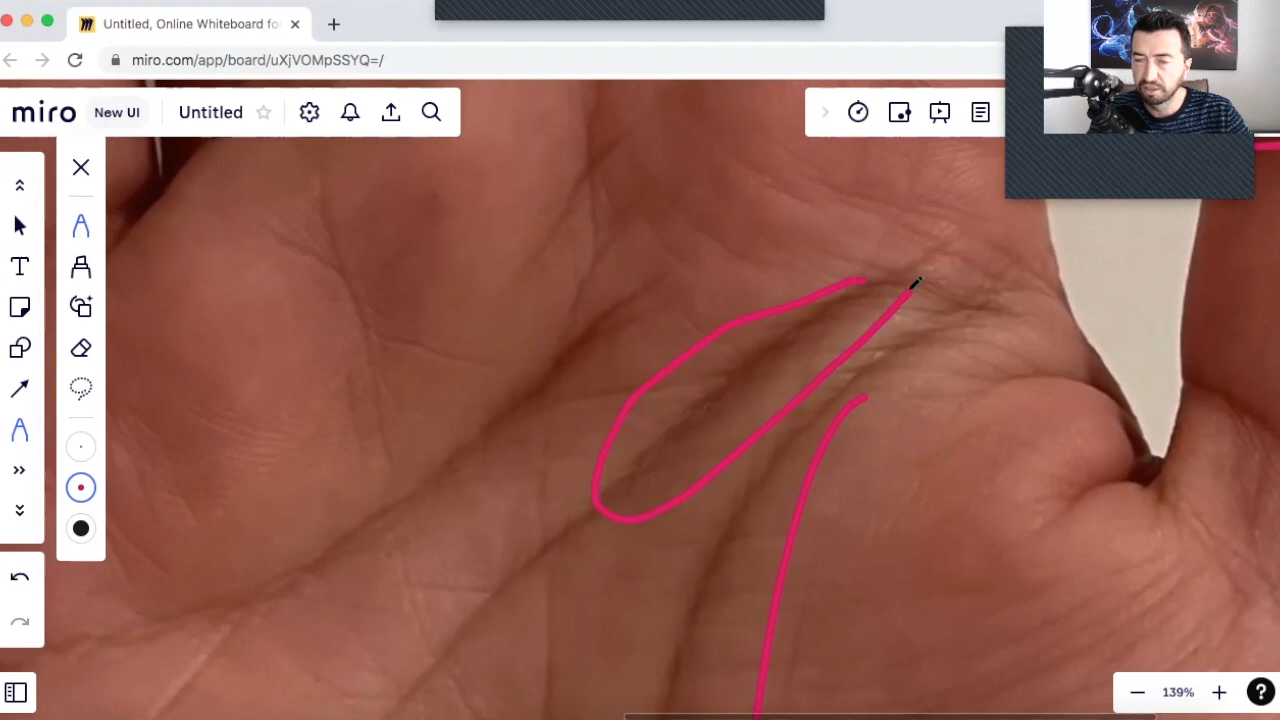 Untitled, Online Whiteboard fo
miro.com/app/board/uXjVOMpSSYQ=/
miro New UI Untitled
139%